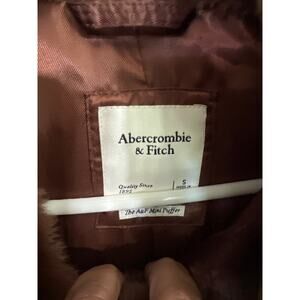 Abercrombie
& Fitch
Quality Since
1892
S
The A&F Mini Puffer